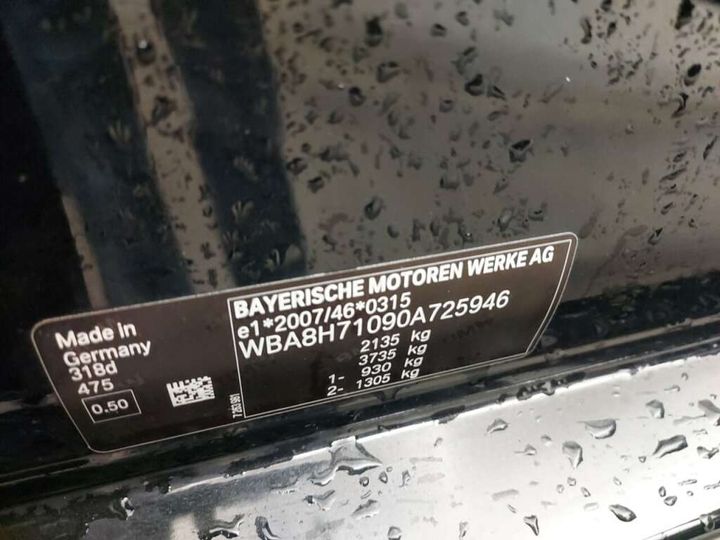 BAYERISCHE MOTOREN WERKE AG
e1*2007/46*0315
WBA8H71090A725946
2135 kg
3735 kg
1- 930 kg
2- 1305 kg
Made in
Germany
318d
475
0.50